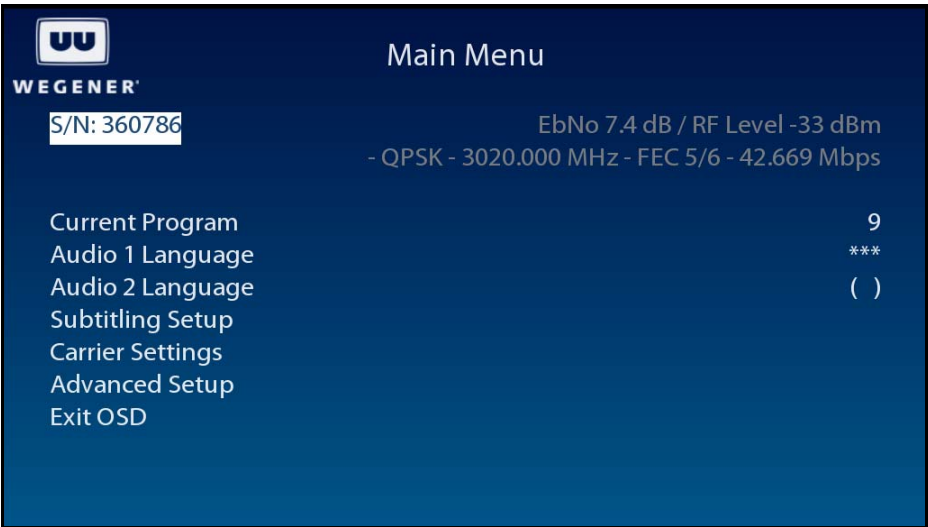 UU
WEGENER
Main Menu
S/N: 360786
EbNo 7.4 dB / RF Level -33 dBm
- QPSK - 3020.000 MHz - FEC 5/6 - 42.669 Mbps
Current Program 9
Audio 1 Language ***
Audio 2 Language ( )
Subtitling Setup
Carrier Settings
Advanced Setup
Exit OSD